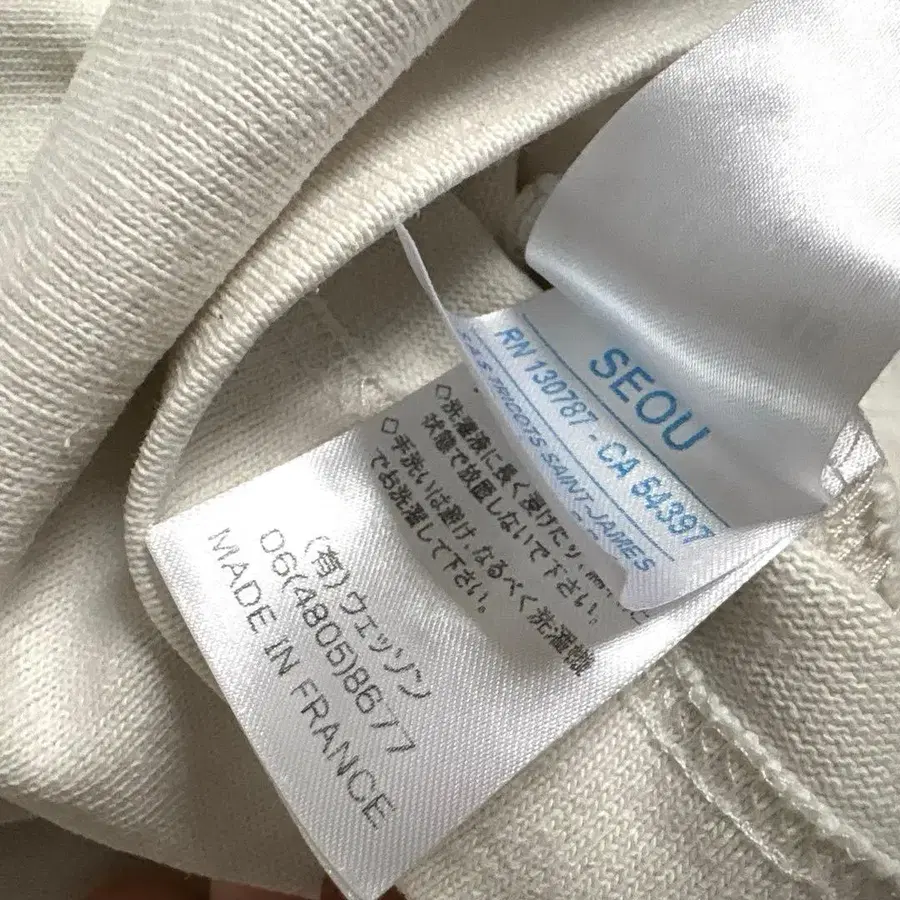 SEOU
RN 130787 - CA 54397
S.A.S TRICOTS SAINT-JAMES
◇洗濯液に長く浸けたり、
状態で放置しないで下さい。
◇手洗いは避け、なるべく洗濯機
でお洗濯して下さい。
(有)ウェッソン
06(4805)8677
MADE IN FRANCE